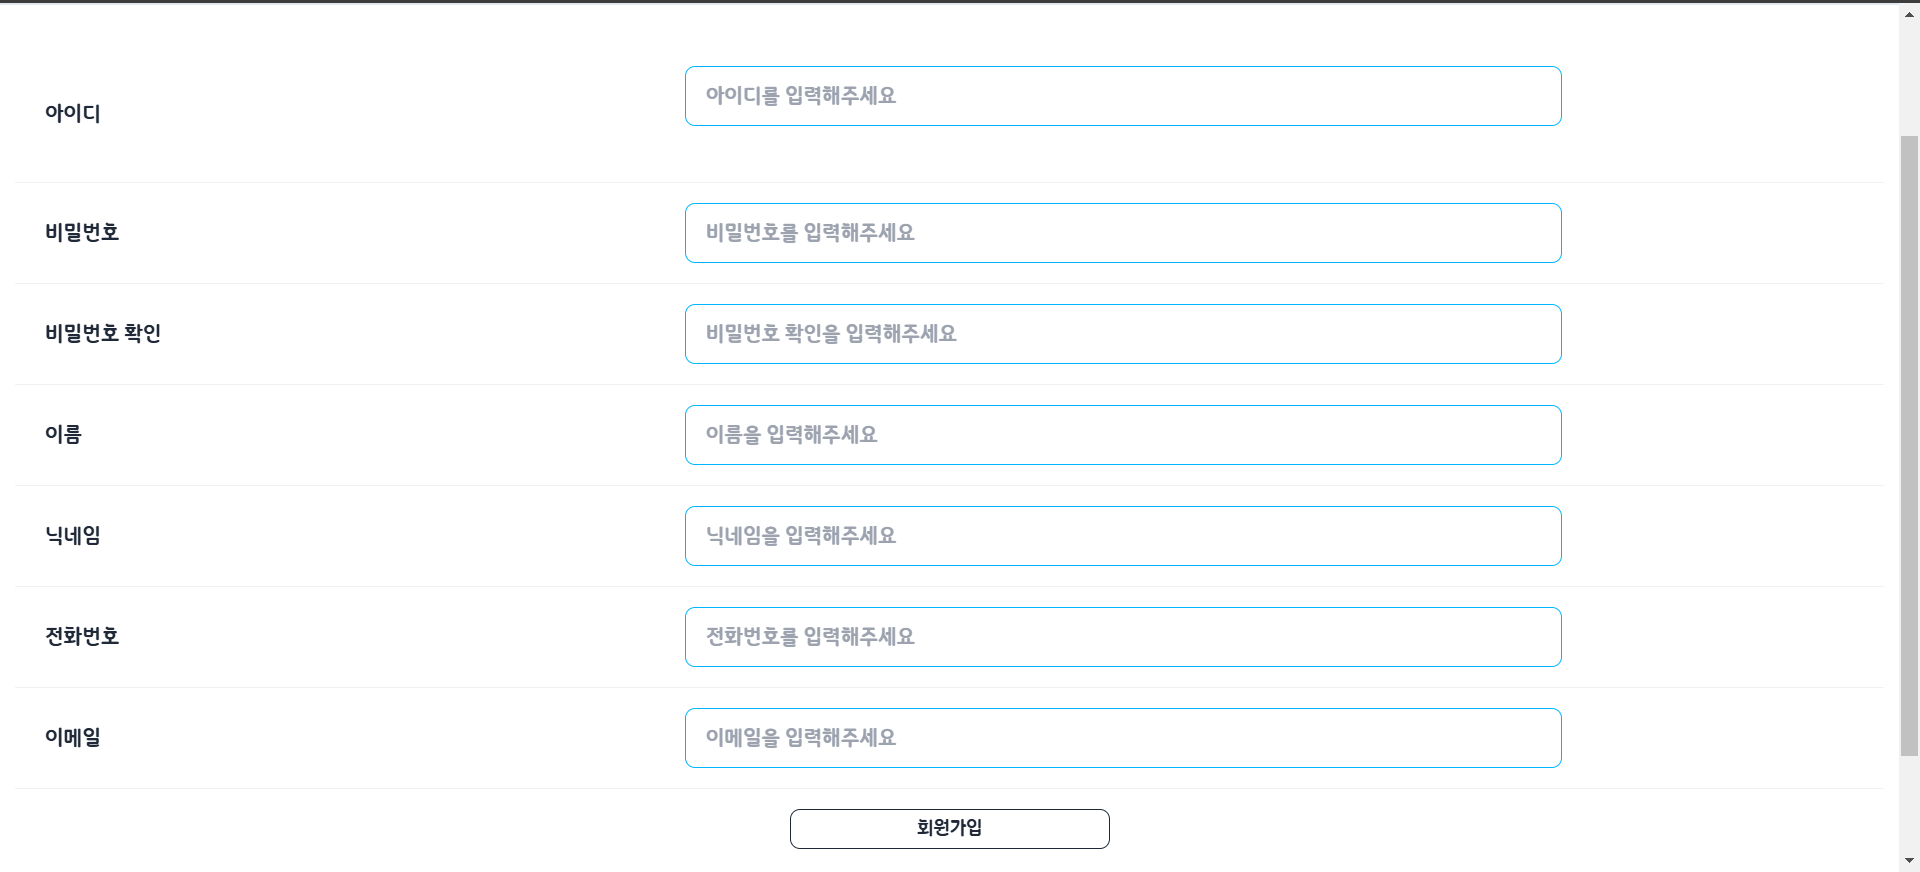 아이디
아이디를 입력해주세요
비밀번호
비밀번호를 입력해주세요
비밀번호 확인
비밀번호 확인을 입력해주세요
이름
이름을 입력해주세요
닉네임
닉네임을 입력해주세요
전화번호
전화번호를 입력해주세요
이메일
이메일을 입력해주세요
회원가입